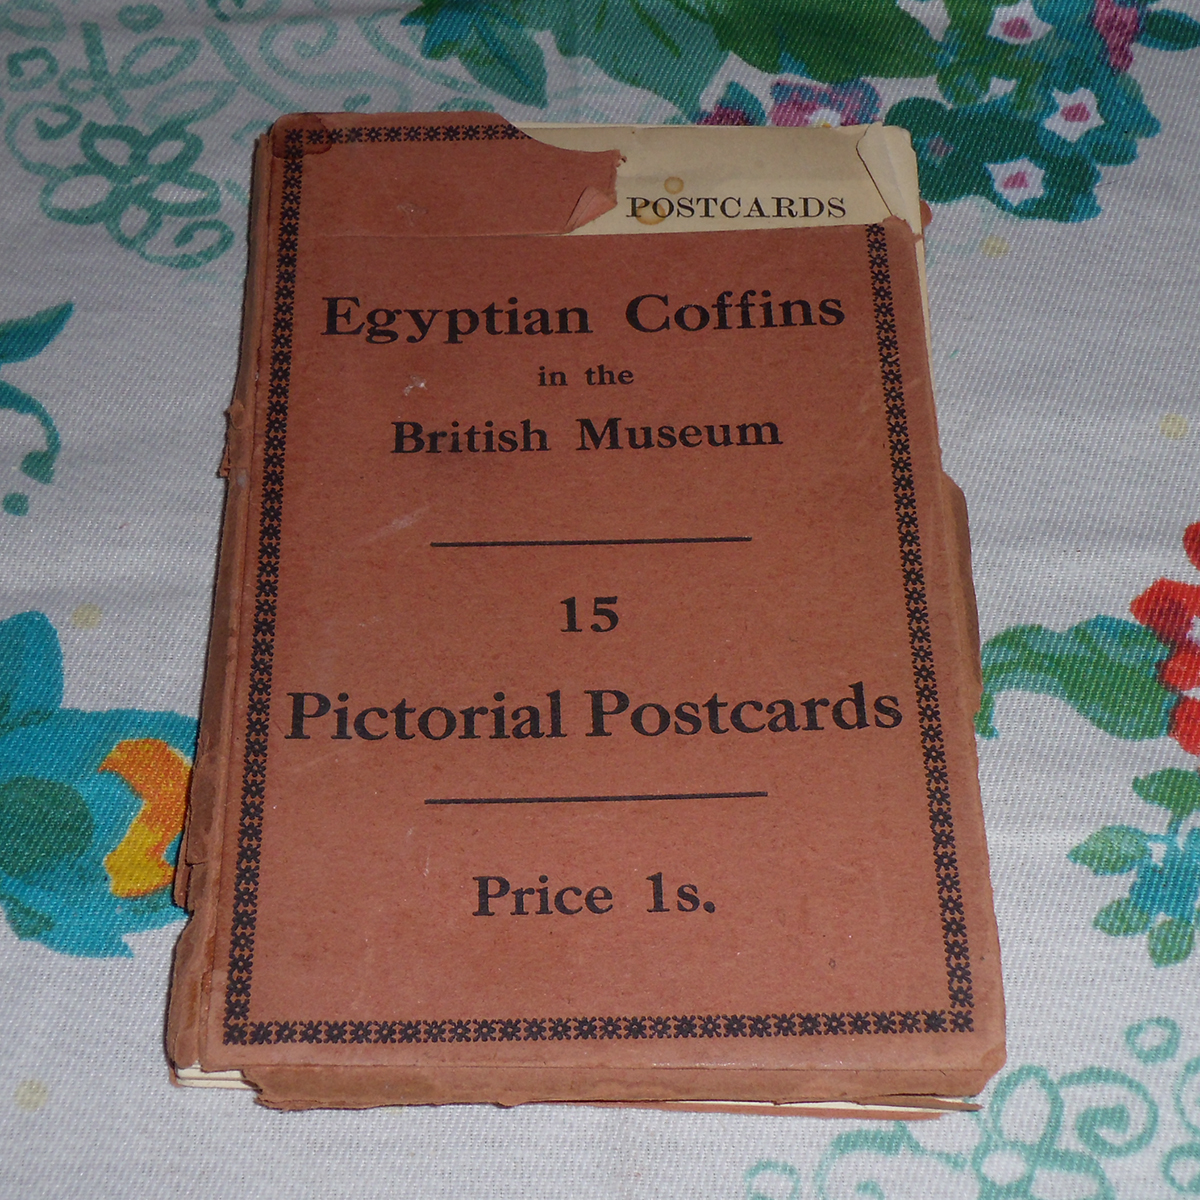 POSTCARDS
Egyptian Coffins
in the
British Museum
15
Pictorial Postcards
Price 1s.